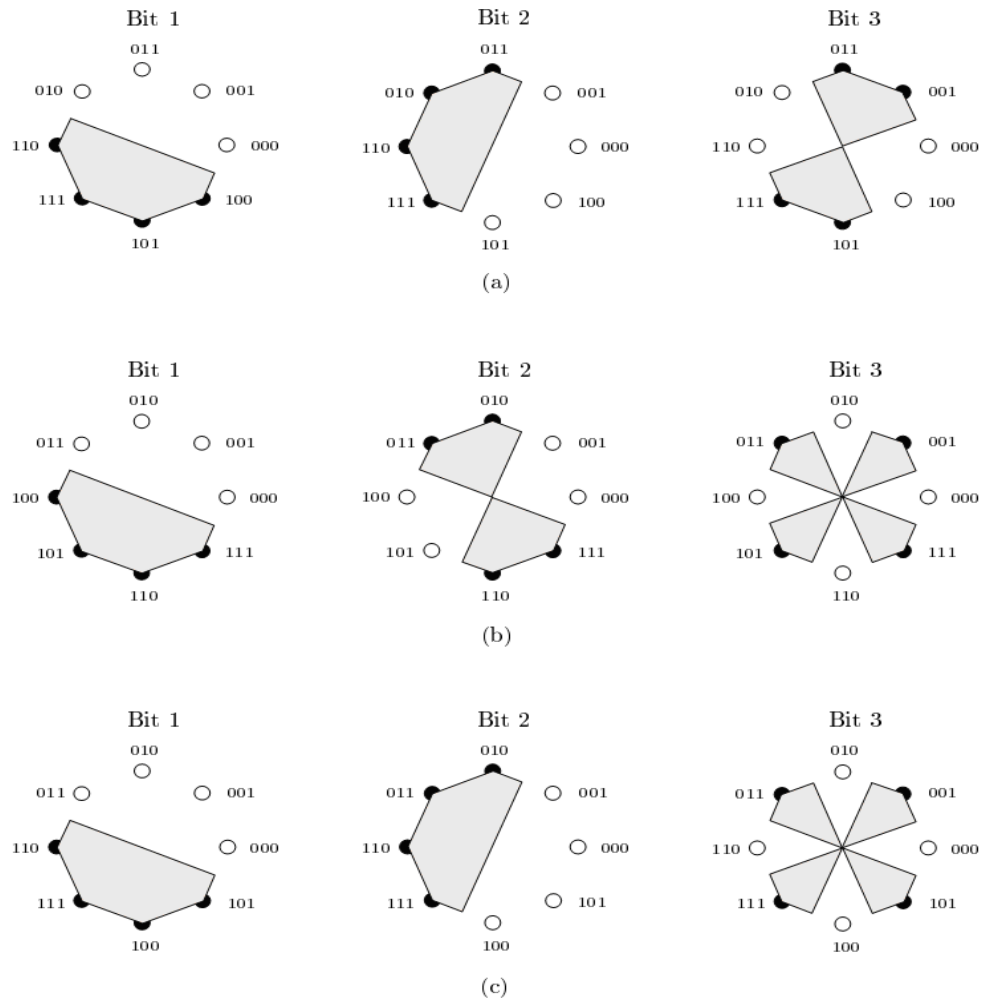 Bit 1 Bit 2 Bit 3
011 011 011
010 001 010 001 010 001
110 000 110 000 110 000
111 100 111 100 111 100
101 101 101
(a)
Bit 1 Bit 2 Bit 3
010 010 010
011 001 011 001 011 001
100 000 100 000 100 000
101 111 101 111 101 111
110 110 110
(b)
Bit 1 Bit 2 Bit 3
010 010 010
011 001 011 001 011 001
110 000 110 000 110 000
111 101 111 101 111 101
100 100 100
(c)